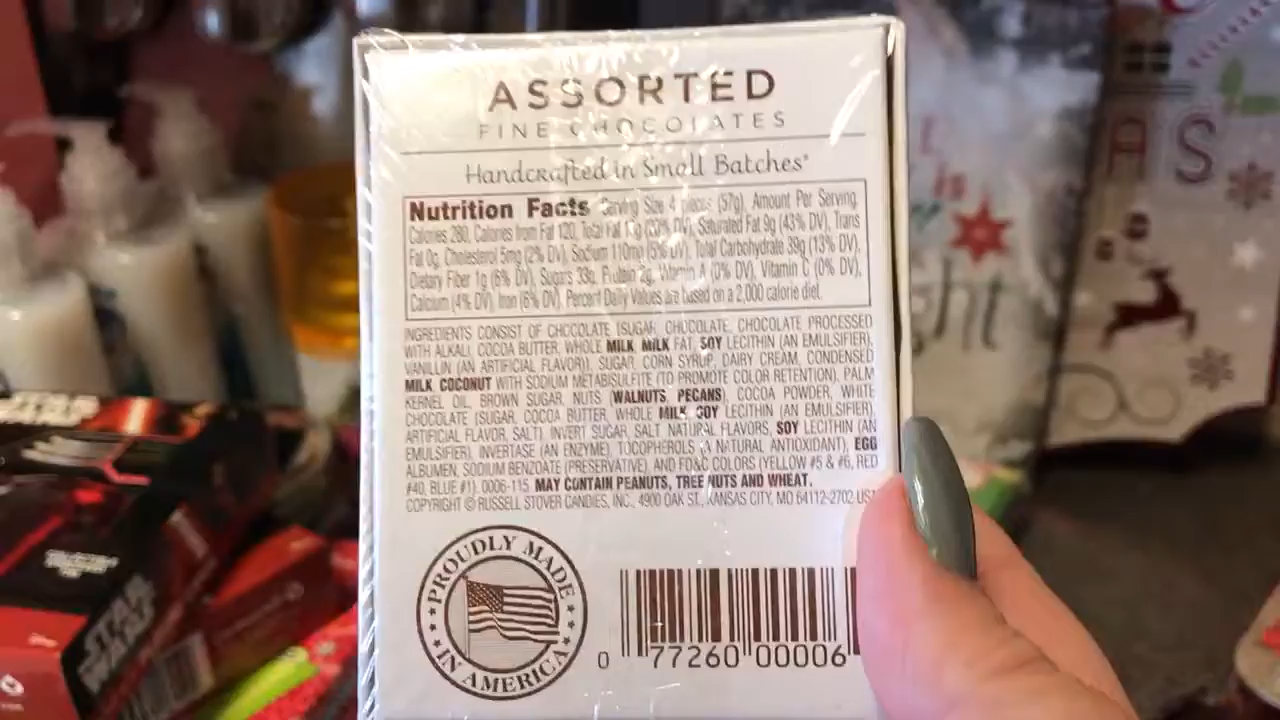 ASSORTED
FINE CHOCOLATES
Handcrafted in Small Batches*
Nutrition Facts Serving Size 4 pieces (57g), Amount Per Serving,
Calories 280, Calories from Fat 120, Total Fat (20% DV), Saturated Fat 9g (43% DV), Trans
Fat 0g, Cholesterol 5mg (2% DV), Sodium 110mg (5% DV), Total Carbohydrate 39g (13% DV),
Dietary Fiber 1g (6% DV), Sugars 33g, Protein 2g, Vitamin A (0% DV), Vitamin C (0% DV),
Calcium (4% DV), Iron (6% DV), Percent Daily Values are based on a 2,000 calorie diet.
INGREDIENTS CONSIST OF CHOCOLATE (SUGAR, CHOCOLATE, CHOCOLATE PROCESSED
WITH ALKALI, COCOA BUTTER, WHOLE MILK, MILK FAT, SOY LECITHIN (AN EMULSIFIER),
VANILLIN (AN ARTIFICIAL FLAVOR)), SUGAR, CORN SYRUP, DAIRY CREAM, CONDENSED
MILK, COCONUT WITH SODIUM METABISULFITE (TO PROMOTE COLOR RETENTION), PALM
KERNEL OIL, BROWN SUGAR, NUTS (WALNUTS, PECANS), COCOA POWDER, WHITE
CHOCOLATE (SUGAR, COCOA BUTTER, WHOLE MILK, SOY LECITHIN (AN EMULSIFIER),
ARTIFICIAL FLAVOR, SALT), INVERT SUGAR, SALT, NATURAL FLAVORS, SOY LECITHIN (AN
EMULSIFIER), INVERTASE (AN ENZYME), TOCOPHEROLS (A NATURAL ANTIOXIDANT), EGG
ALBUMEN, SODIUM BENZOATE (PRESERVATIVE), AND FD&C COLORS (YELLOW #5 & #6, RED
#40, BLUE #1). 0006-115 MAY CONTAIN PEANUTS, TREE NUTS AND WHEAT.
COPYRIGHT © RUSSELL STOVER CANDIES, INC., 4900 OAK ST., KANSAS CITY, MO 64112-2702 USA
PROUDLY MADE
IN AMERICA
0 77260 00006
STAR WARS
STAR WARS
is
ght
AS